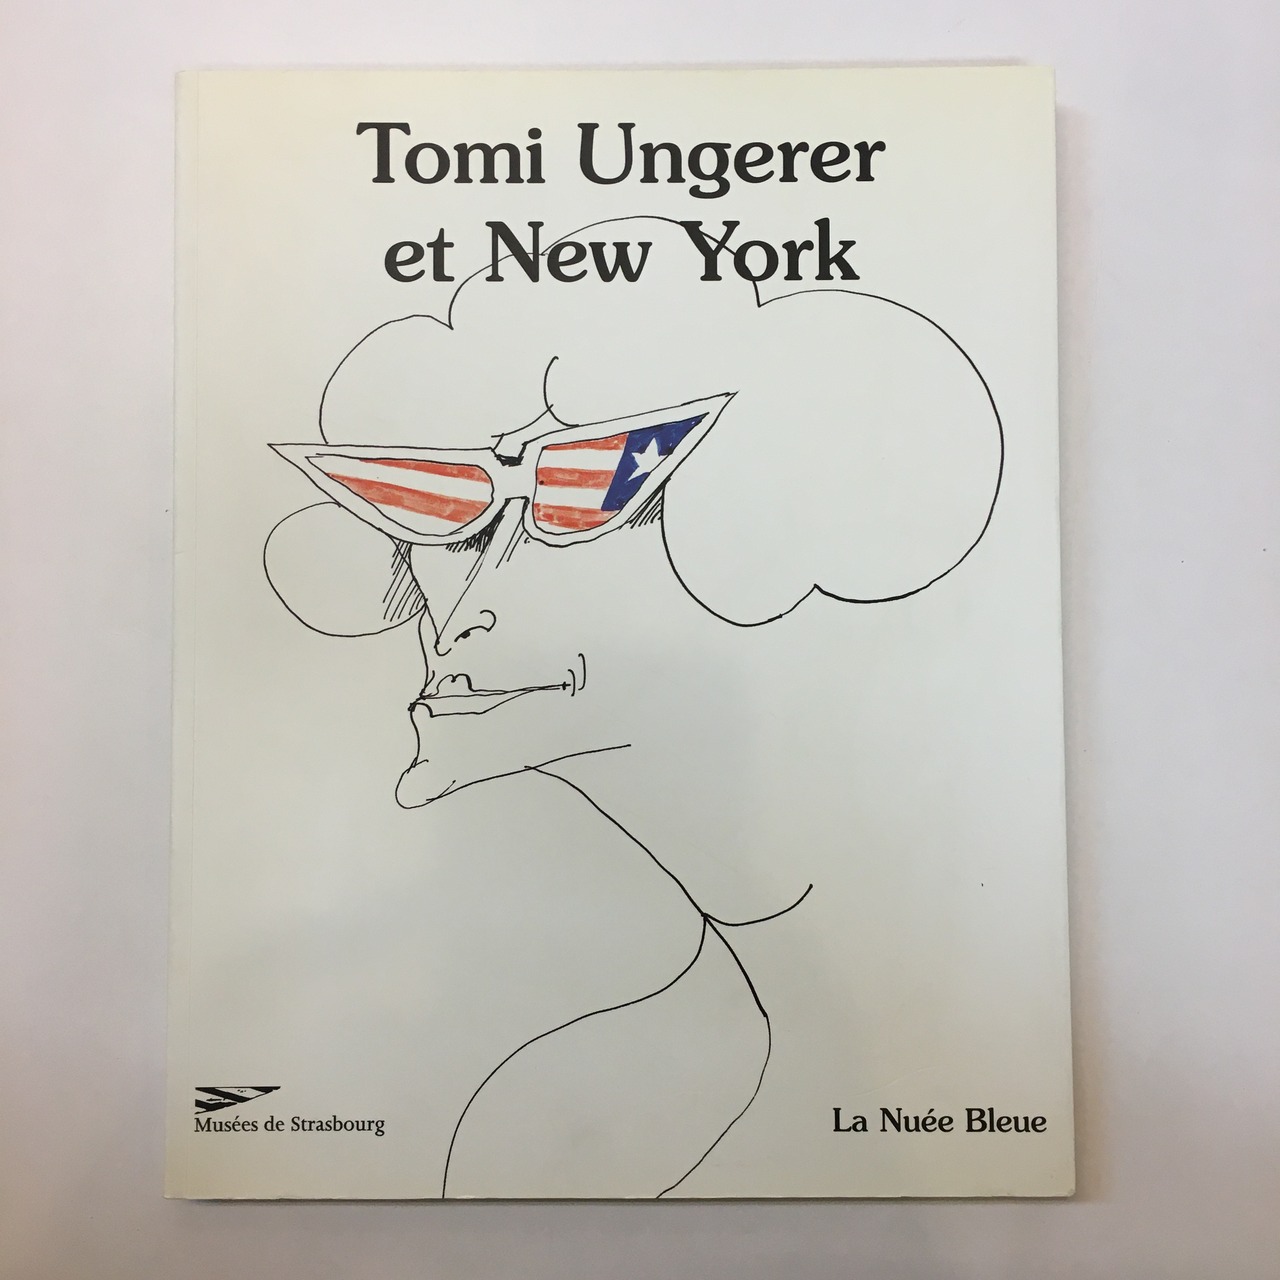 Tomi Ungerer
et New York
Musées de Strasbourg
La Nuée Bleue